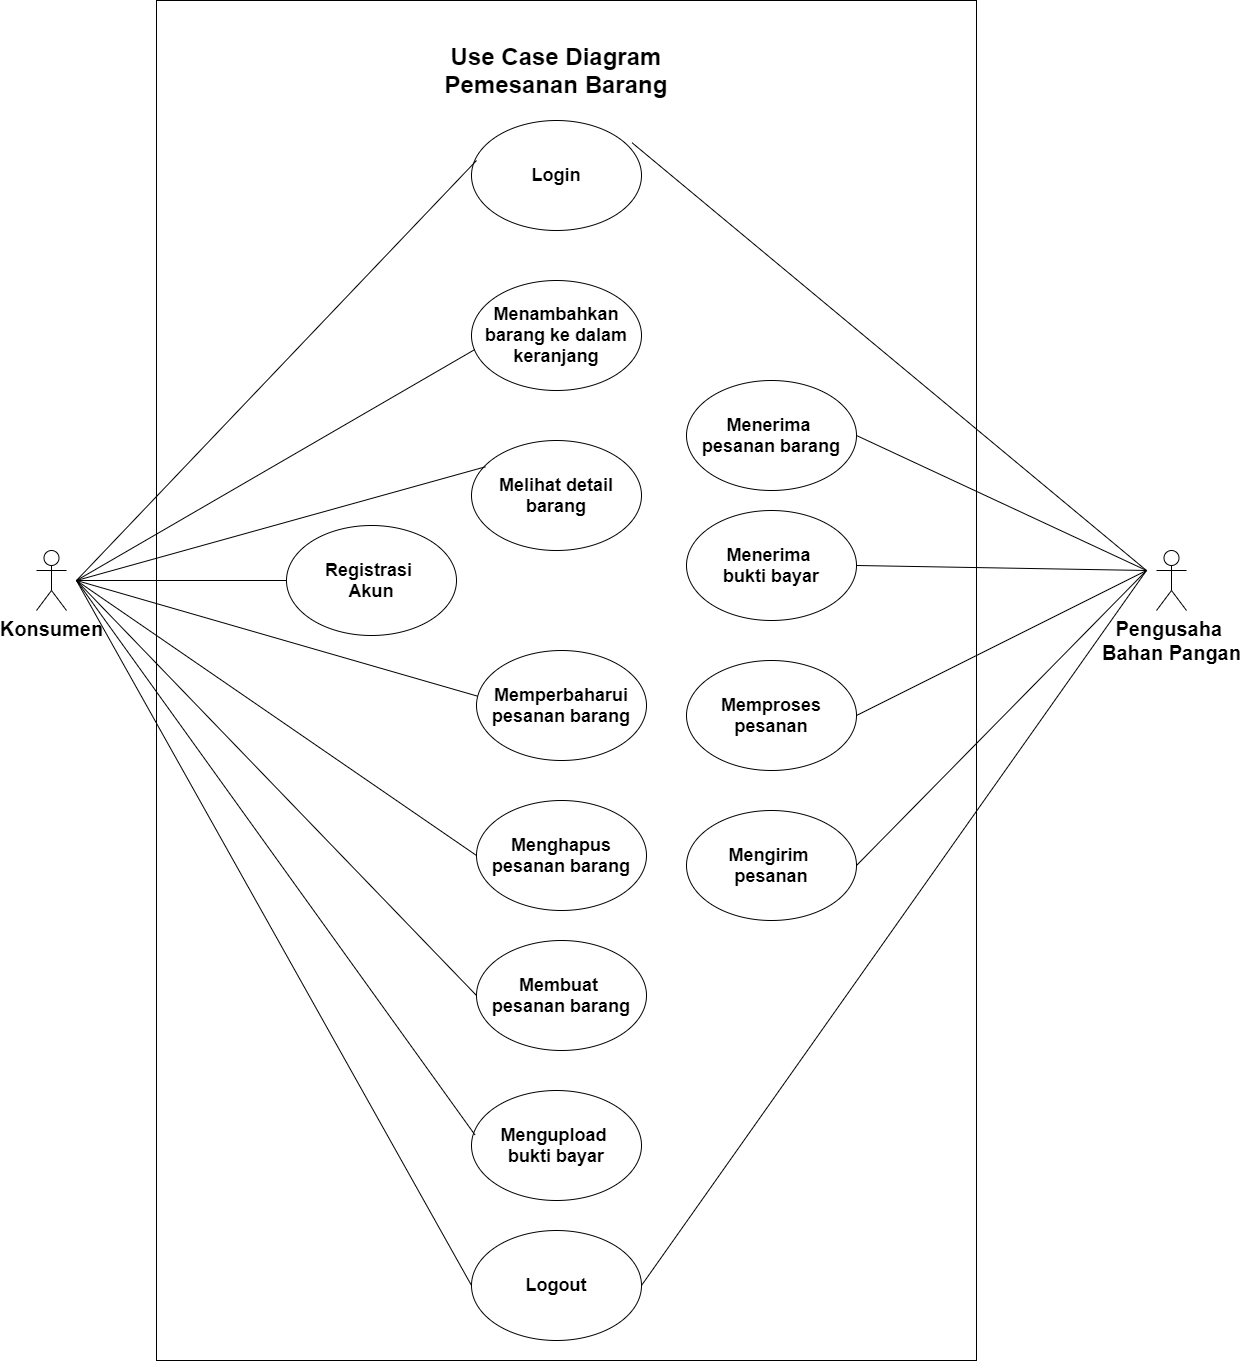 Use Case Diagram
Pemesanan Barang
Login
Menambahkan
barang ke dalam
keranjang
Menerima
pesanan barang
Melihat detail
barang
Menerima
bukti bayar
Registrasi
Akun
Konsumen
Pengusaha
Bahan Pangan
Memperbaharui
pesanan barang
Memproses
pesanan
Menghapus
pesanan barang
Mengirim
pesanan
Membuat
pesanan barang
Mengupload
bukti bayar
Logout